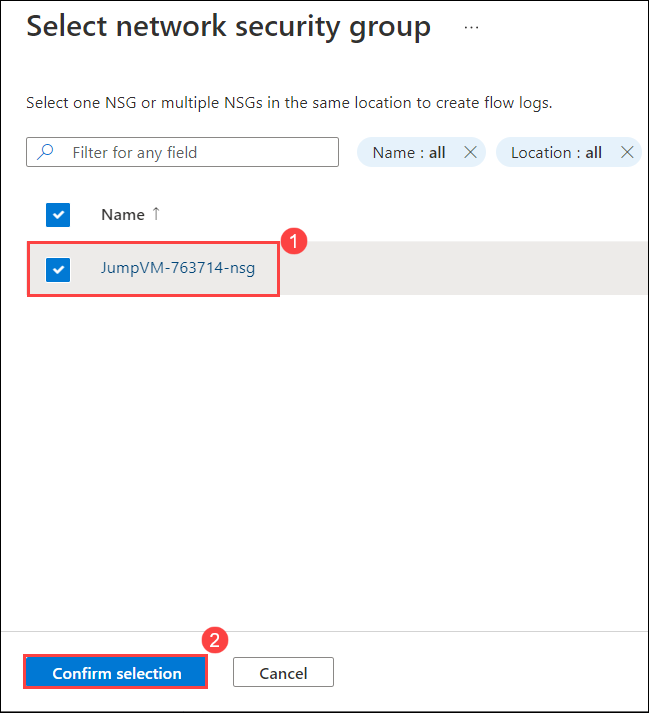 Select network security group ...
Select one NSG or multiple NSGs in the same location to create flow logs.
Filter for any field Name : all Location : all
Name ↑
1
JumpVM-763714-nsg
2
Confirm selection Cancel